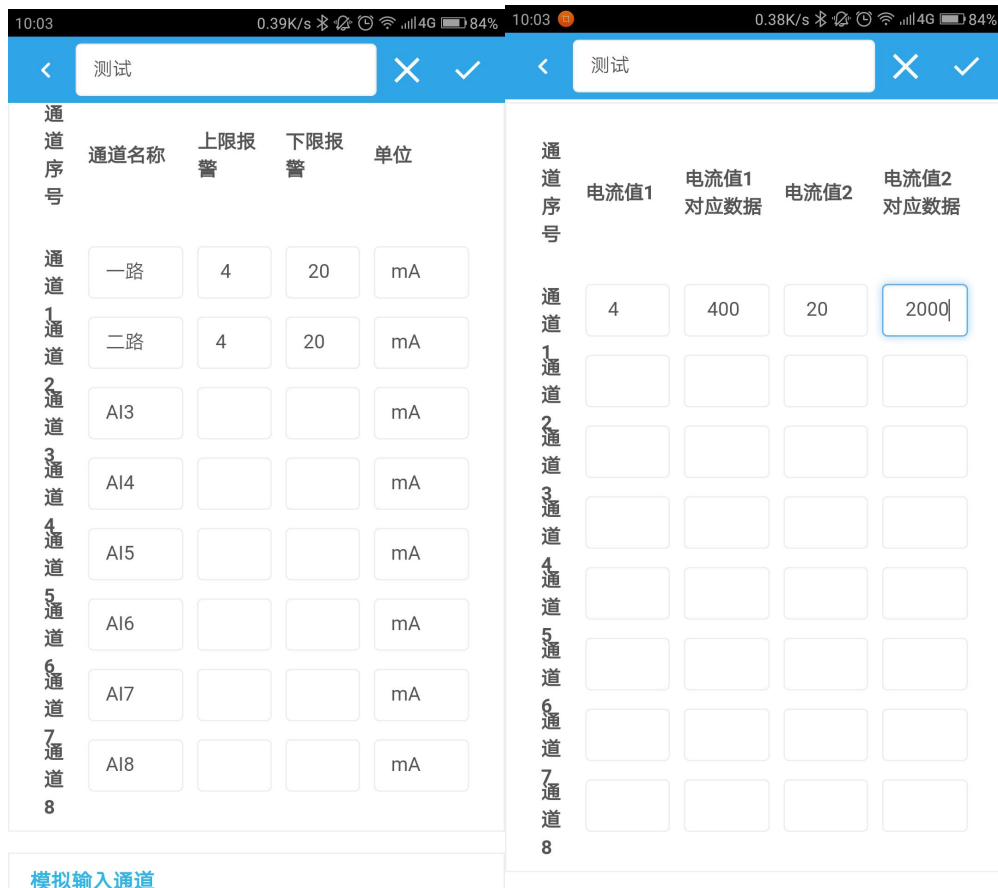 10:03 0.39K/s 4G 84%
测试
通道序号 通道名称 上限报警 下限报警 单位
通道1 一路 4 20 mA
通道2 二路 4 20 mA
通道3 AI3 mA
通道4 AI4 mA
通道5 AI5 mA
通道6 AI6 mA
通道7 AI7 mA
通道8 AI8 mA
模拟输入通道
10:03 0.38K/s 4G 84%
测试
通道序号 电流值1 电流值1对应数据 电流值2 电流值2对应数据
通道1 4 400 20 2000
通道2
通道3
通道4
通道5
通道6
通道7
通道8